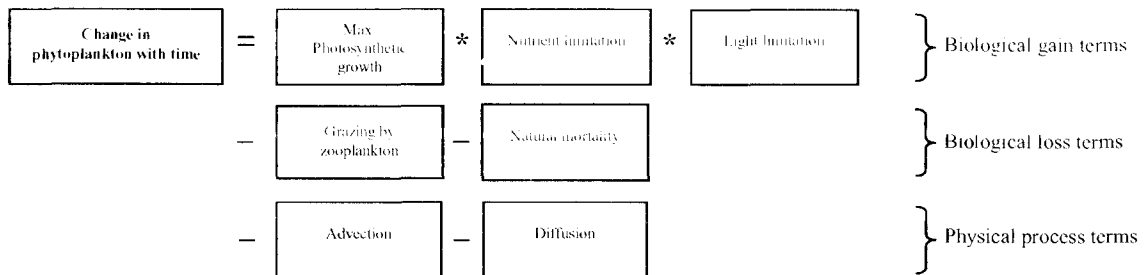 Change in
phytoplankton with time
=
Max
Photosynthetic
growth
*
Nutrient limitation
*
Light limitation
} Biological gain terms
−
Grazing by
zooplankton
−
Natural mortality
} Biological loss terms
−
Advection
−
Diffusion
} Physical process terms